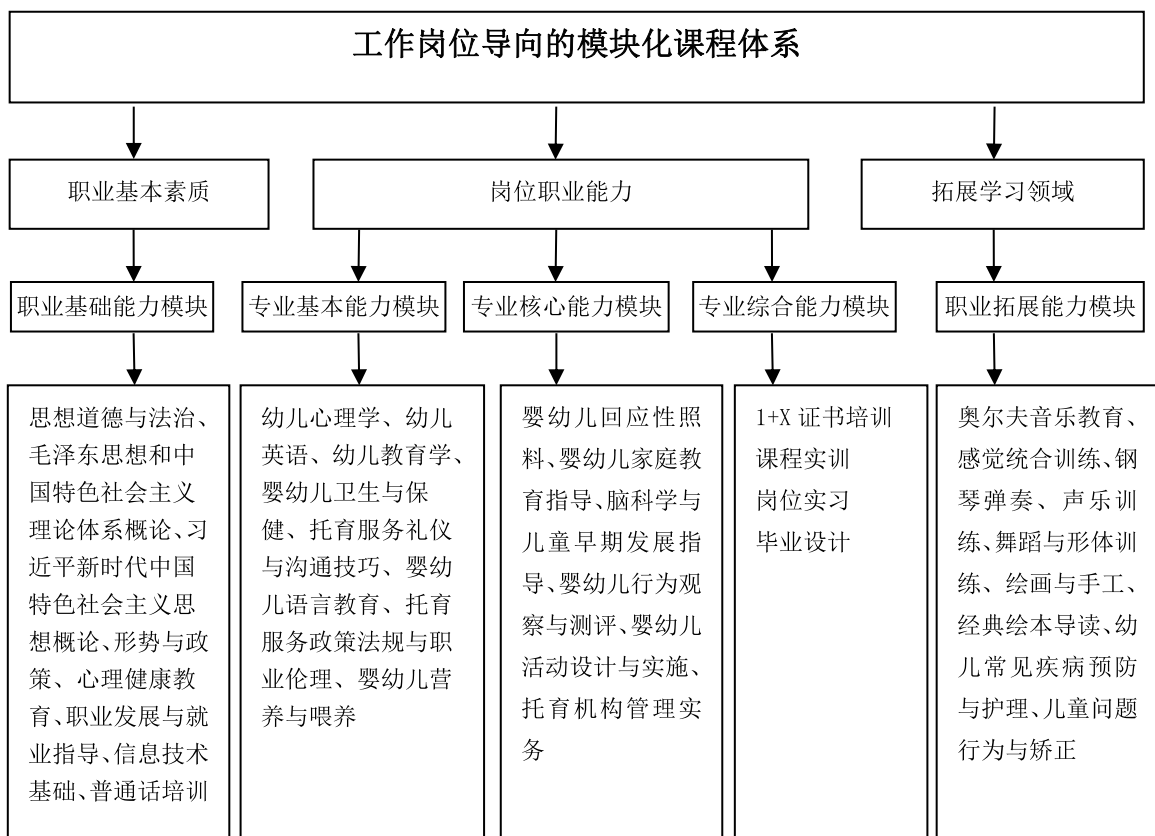 工作岗位导向的模块化课程体系
职业基本素质
岗位职业能力
拓展学习领域
职业基础能力模块
专业基本能力模块
专业核心能力模块
专业综合能力模块
职业拓展能力模块
思想道德与法治、
毛泽东思想和中
国特色社会主义
理论体系概论、习
近平新时代中国
特色社会主义思
想概论、形势与政
策、心理健康教
育、职业发展与就
业指导、信息技术
基础、普通话培训
幼儿心理学、幼儿
英语、幼儿教育学、
婴幼儿卫生与保
健、托育服务礼仪
与沟通技巧、婴幼
儿语言教育、托育
服务政策法规与职
业伦理、婴幼儿营
养与喂养
婴幼儿回应性照
料、婴幼儿家庭教
育指导、脑科学与
儿童早期发展指
导、婴幼儿行为观
察与测评、婴幼儿
活动设计与实施、
托育机构管理实
务
1+X 证书培训
课程实训
岗位实习
毕业设计
奥尔夫音乐教育、
感觉统合训练、钢
琴弹奏、声乐训
练、舞蹈与形体训
练、绘画与手工、
经典绘本导读、幼
儿常见疾病预防
与护理、儿童问题
行为与矫正